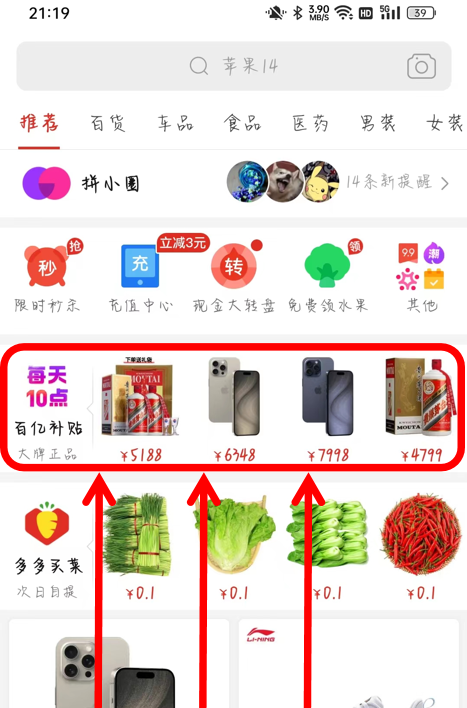 21:19
3.90
MB/S
HD
5G
39
苹果14
推荐 百货 车品 食品 医药 男装 女装
拼小圈
14条新提醒
抢
秒
立减3元
充
转
领
9.9
潮
限时秒杀 充值中心 现金大转盘 免费领水果 其他
每天
10点
百亿补贴
大牌正品
下单送礼袋
MOUTAI
MOUTAI
¥5188 ¥6348 ¥7998 ¥4799
多多买菜
次日自提
¥0.1 ¥0.1 ¥0.1 ¥0.1
LI-NING